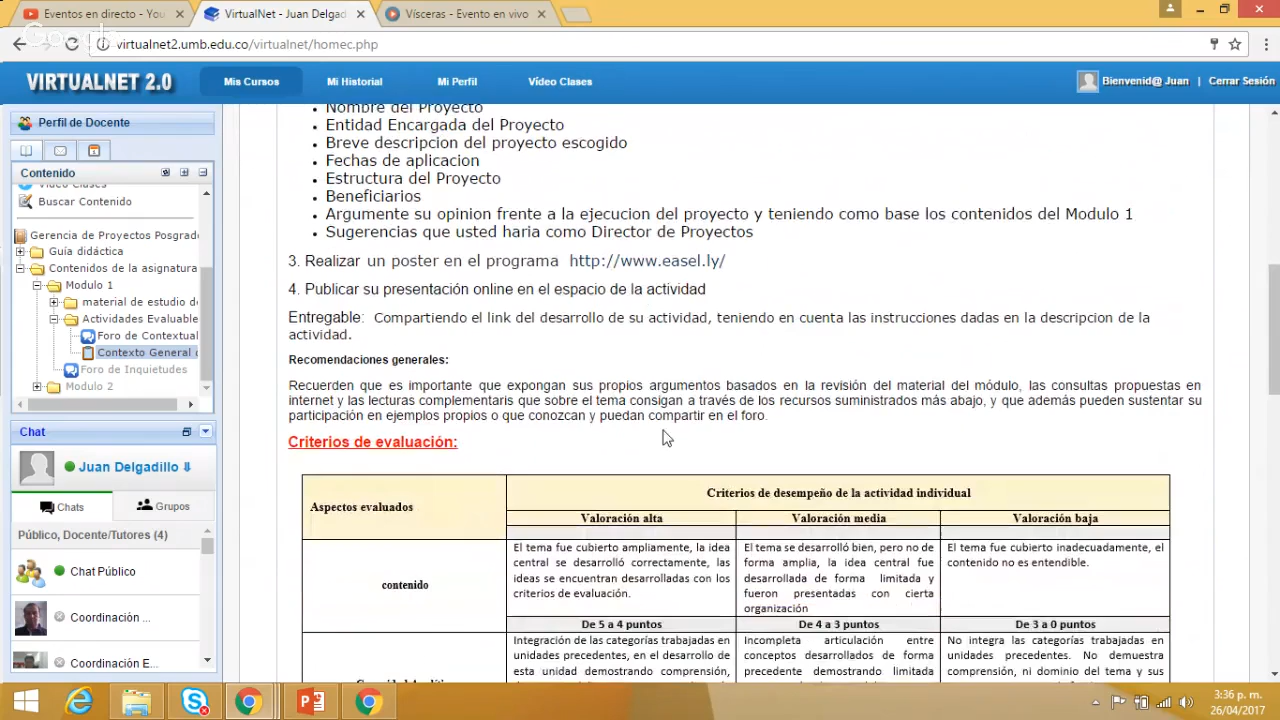 Eventos en directo - You
VirtualNet - Juan Delgad
Vísceras - Evento en vivo
Google
virtualnet2.umb.edu.co/virtualnet/homec.php
VIRTUALNET 2.0
Mis Cursos
Mi Historial
Mi Perfil
Vídeo Clases
Bienvenid@ Juan | Cerrar Sesión
Perfil de Docente
Contenido
Video Clases
Buscar Contenido
Gerencia de Proyectos Posgrado
Guía didáctica
Contenidos de la asignatura
Modulo 1
material de estudio de
Actividades Evaluable
Foro de Contextual
Contexto General
Foro de Inquietudes
Modulo 2
Chat
Juan Delgadillo
Chats
Grupos
Público, Docente/Tutores (4)
Chat Público
Coordinación ...
Coordinación E...
Nombre del Proyecto
Entidad Encargada del Proyecto
Breve descripcion del proyecto escogido
Fechas de aplicacion
Estructura del Proyecto
Beneficiarios
Argumente su opinion frente a la ejecucion del proyecto y teniendo como base los contenidos del Modulo 1
Sugerencias que usted haria como Director de Proyectos
3. Realizar un poster en el programa http://www.easel.ly/
4. Publicar su presentación online en el espacio de la actividad
Entregable: Compartiendo el link del desarrollo de su actividad, teniendo en cuenta las instrucciones dadas en la descripcion de la
actividad.
Recomendaciones generales:
Recuerden que es importante que expongan sus propios argumentos basados en la revisión del material del módulo, las consultas propuestas en
internet y las lecturas complementaris que sobre el tema consigan a través de los recursos suministrados más abajo, y que además pueden sustentar su
participación en ejemplos propios o que conozcan y puedan compartir en el foro.
Criterios de evaluación:
Aspectos evaluados
Criterios de desempeño de la actividad individual
Valoración alta
Valoración media
Valoración baja
contenido
El tema fue cubierto ampliamente, la idea
central se desarrolló correctamente, las
ideas se encuentran desarrolladas con los
criterios de evaluación.
El tema se desarrolló bien, pero no de
forma amplia, la idea central fue
desarrollada de forma limitada y
fueron presentadas con cierta
organización
El tema fue cubierto inadecuadamente, el
contenido no es entendible.
De 5 a 4 puntos
De 4 a 3 puntos
De 3 a 0 puntos
Integración de las categorías trabajadas en
unidades precedentes, en el desarrollo de
esta unidad demostrando comprensión,
Incompleta articulación entre
conceptos desarrollados de forma
precedente demostrando limitada
No integra las categorías trabajadas en
unidades precedentes. No demuestra
comprensión, ni dominio del tema y sus
3:36 p. m.
26/04/2017